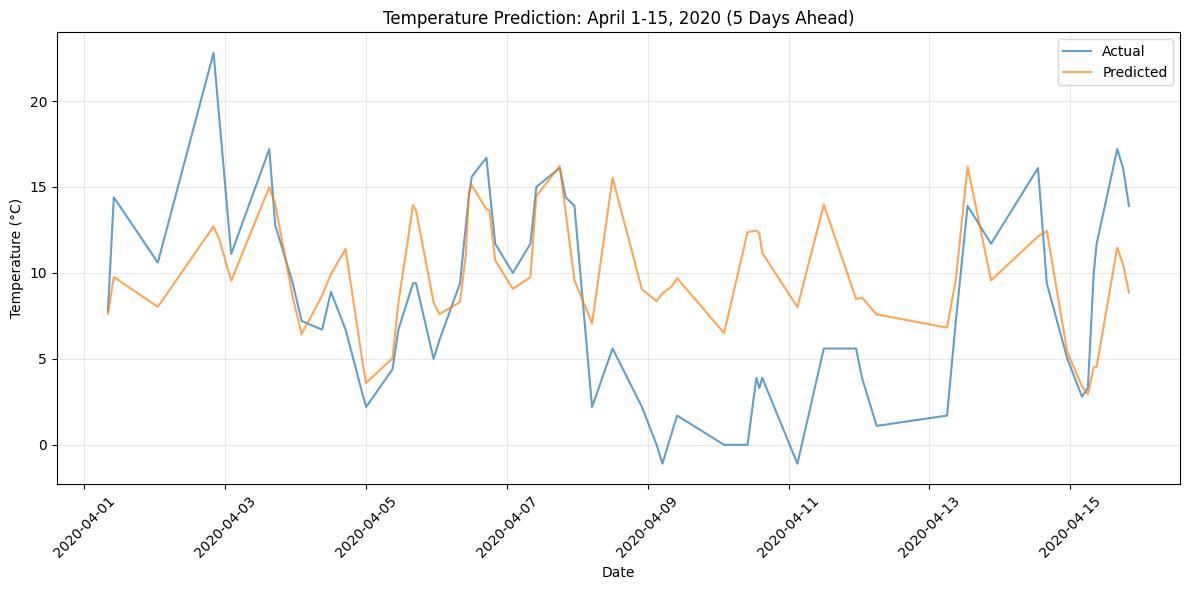 Temperature Prediction: April 1-15, 2020 (5 Days Ahead)
Actual
Predicted
Temperature (°C)
20
15
10
5
0
2020-04-01
2020-04-03
2020-04-05
2020-04-07
2020-04-09
2020-04-11
2020-04-13
2020-04-15
Date